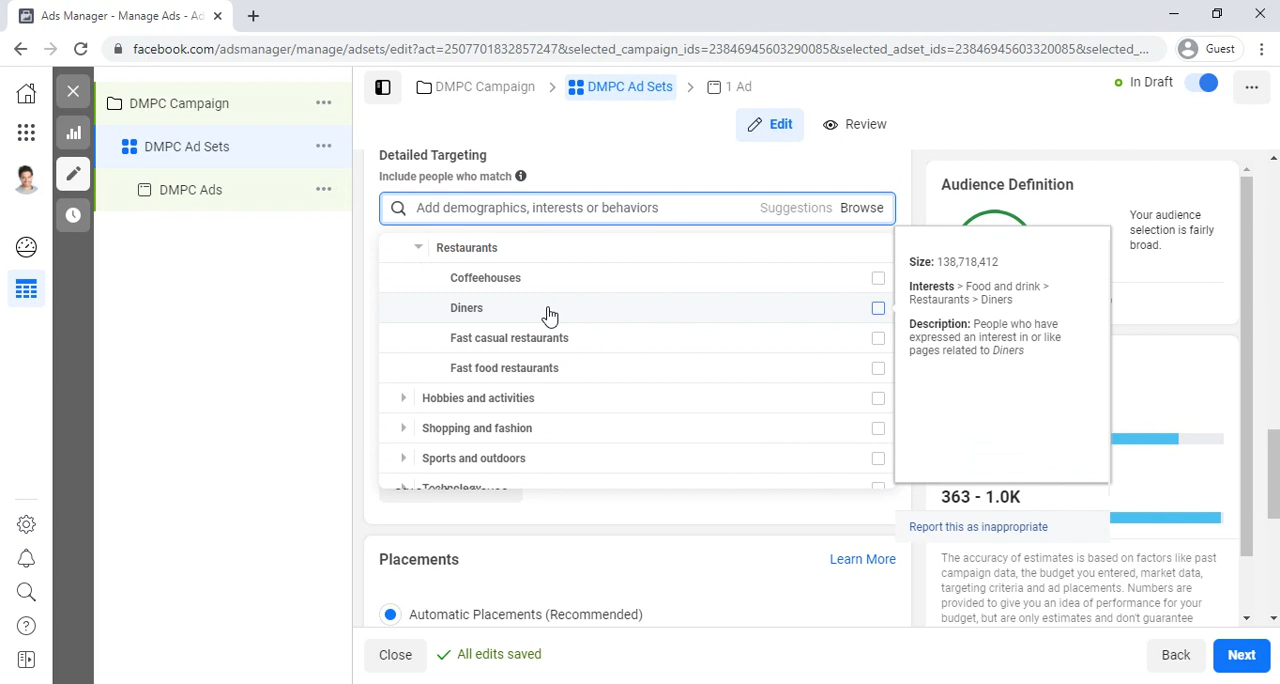 Ads Manager - Manage Ads - Ad
facebook.com/adsmanager/manage/adsets/edit?act=2507701832857247&selected_campaign_ids=23846945603290085&selected_adset_ids=23846945603320085&selected_...
Guest
DMPC Campaign
DMPC Ad Sets
1 Ad
In Draft
DMPC Campaign
DMPC Ad Sets
DMPC Ads
Edit
Review
Detailed Targeting
Include people who match
Add demographics, interests or behaviors
Suggestions
Browse
Restaurants
Coffeehouses
Diners
Fast casual restaurants
Fast food restaurants
Hobbies and activities
Shopping and fashion
Sports and outdoors
Technology
Size: 138,718,412
Interests > Food and drink >
Restaurants > Diners
Description: People who have
expressed an interest in or like
pages related to Diners
Report this as inappropriate
Audience Definition
Your audience
selection is fairly
broad.
363 - 1.0K
The accuracy of estimates is based on factors like past
campaign data, the budget you entered, market data,
targeting criteria and ad placements. Numbers are
provided to give you an idea of performance for your
budget, but are only estimates and don't guarantee
Placements
Learn More
Automatic Placements (Recommended)
Close
All edits saved
Back
Next